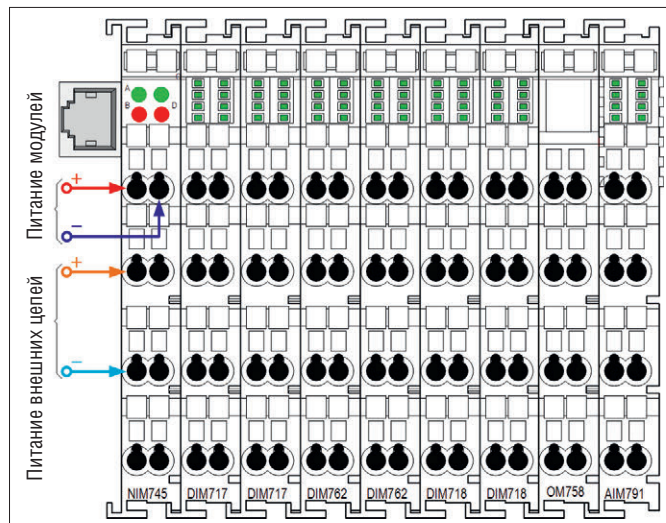 A
B D
Питание модулей
+
−
Питание внешних цепей
+
−
NIM745 DIM717 DIM717 DIM762 DIM762 DIM718 DIM718 OM758 AIM791